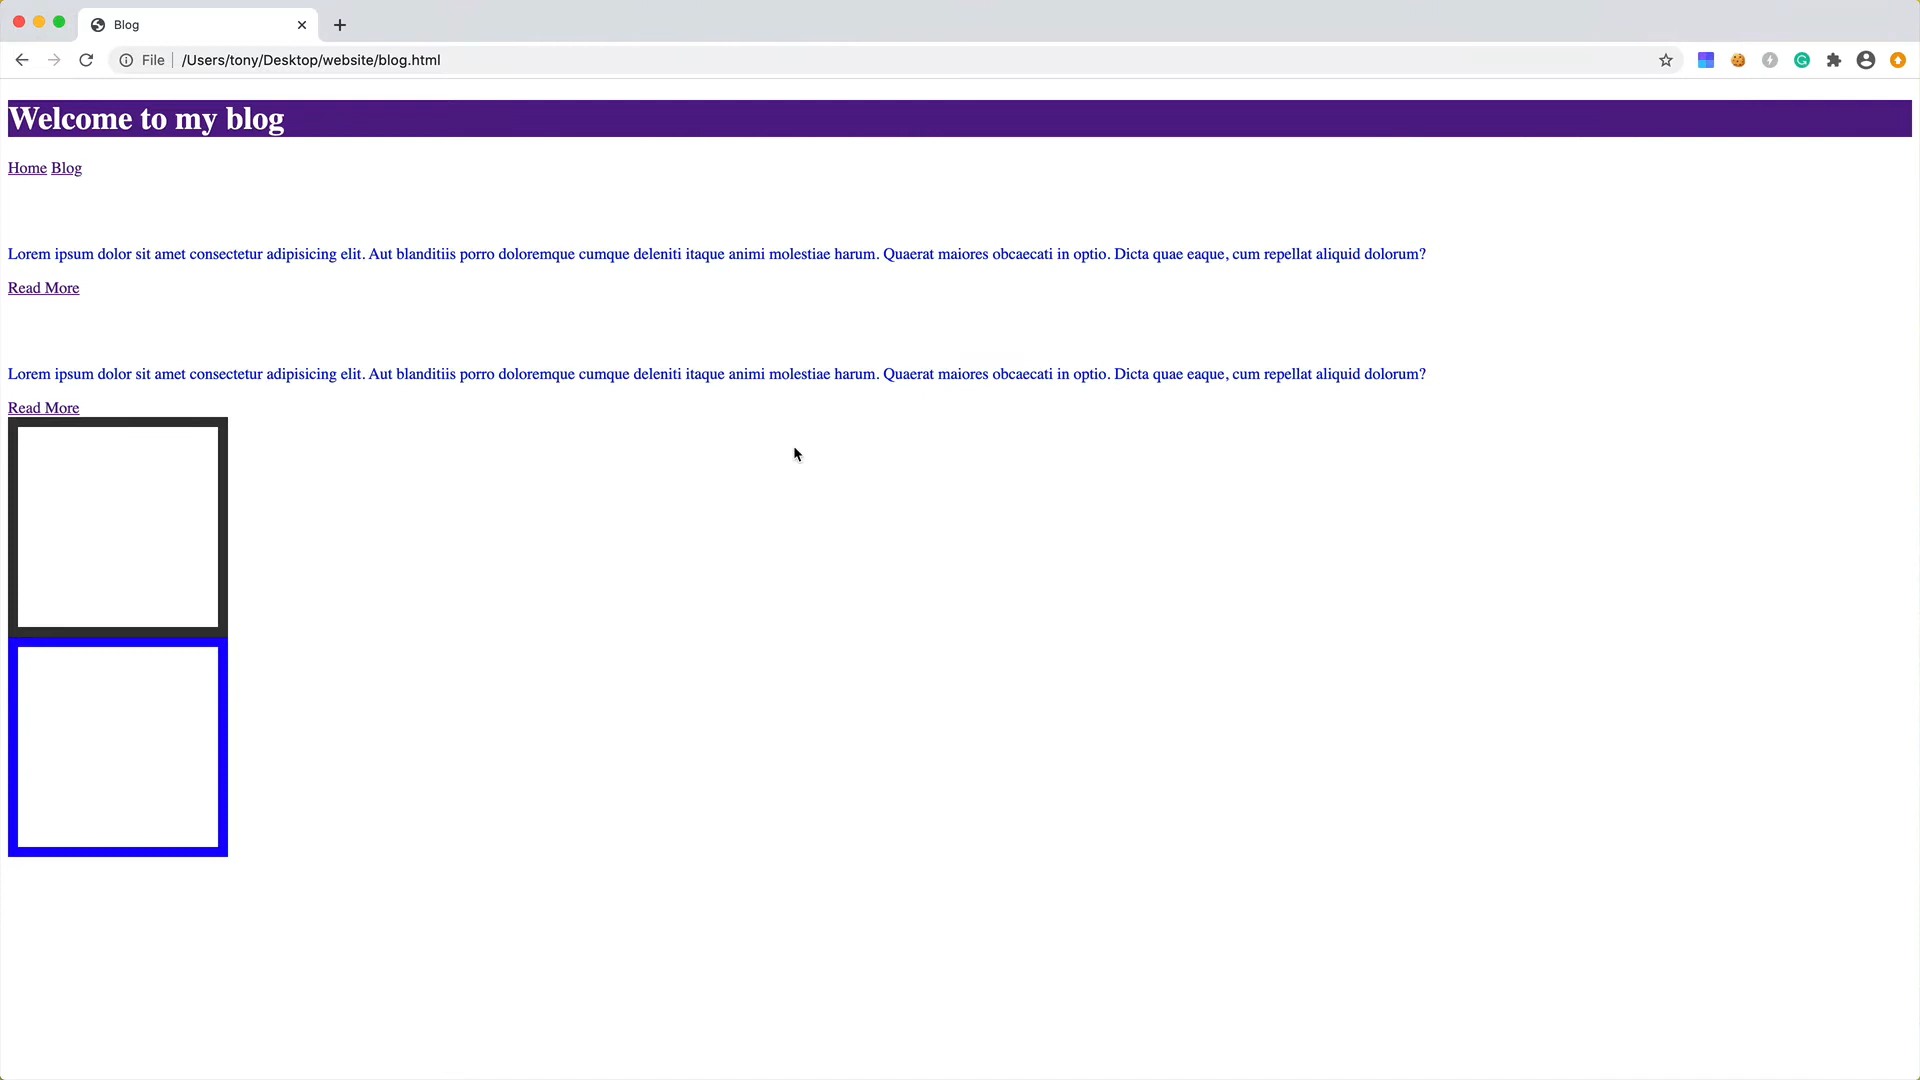 Blog
File /Users/tony/Desktop/website/blog.html
Welcome to my blog
Home Blog
Lorem ipsum dolor sit amet consectetur adipisicing elit. Aut blanditiis porro doloremque cumque deleniti itaque animi molestiae harum. Quaerat maiores obcaecati in optio. Dicta quae eaque, cum repellat aliquid dolorum?
Read More
Lorem ipsum dolor sit amet consectetur adipisicing elit. Aut blanditiis porro doloremque cumque deleniti itaque animi molestiae harum. Quaerat maiores obcaecati in optio. Dicta quae eaque, cum repellat aliquid dolorum?
Read More